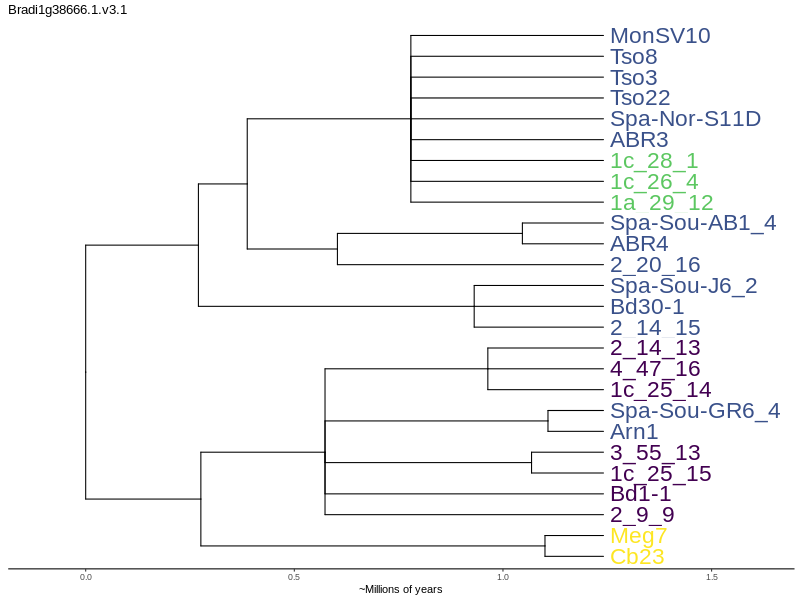 Bradi1g38666.1.v3.1
MonSV10
Tso8
Tso3
Tso22
Spa-Nor-S11D
ABR3
1c_28_1
1c_26_4
1a_29_12
Spa-Sou-AB1_4
ABR4
2_20_16
Spa-Sou-J6_2
Bd30-1
2_14_15
2_14_13
4_47_16
1c_25_14
Spa-Sou-GR6_4
Arn1
3_55_13
1c_25_15
Bd1-1
2_9_9
Meg7
Cb23
0.0 0.5 1.0 1.5
~Millions of years